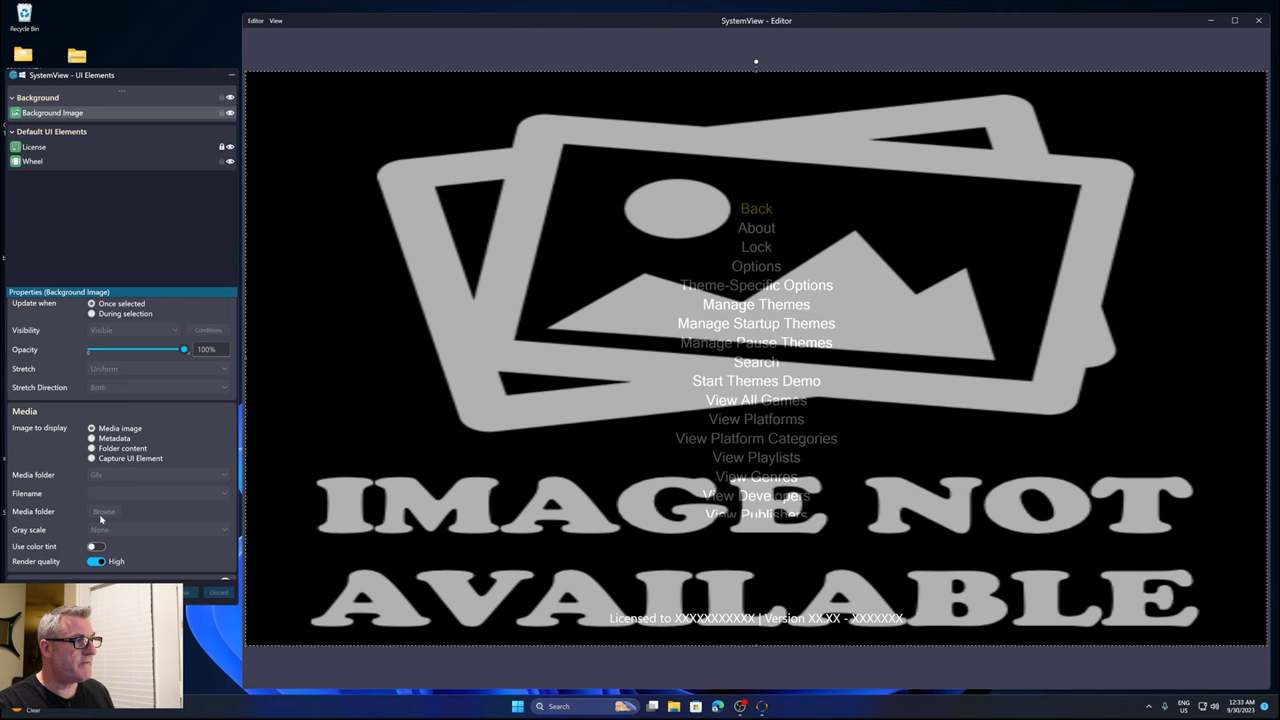 Recycle Bin
Editor View
SystemView - Editor
SystemView - UI Elements
Background
Background Image
Default UI Elements
License
Wheel
Properties (Background Image)
Update when
Once selected
During selection
Visibility
Visible
Conditions
Opacity
100%
Stretch
Uniform
Stretch Direction
Both
Media
Image to display
Media image
Metadata
Folder content
Capture UI Element
Media folder
Gfx
Filename
Media folder
Browse
Gray scale
None
Use color tint
Render quality
High
Discard
Back
About
Lock
Options
Theme-Specific Options
Manage Themes
Manage Startup Themes
Manage Pause Themes
Search
Start Themes Demo
View All Games
View Platforms
View Platform Categories
View Playlists
View Genres
View Developers
View Publishers
IMAGE NOT
AVAILABLE
Licensed to XXXXXXXXXXX | Version XX.XX - XXXXXXX
Clear
Search
ENG
US
12:33 AM
9/30/2023